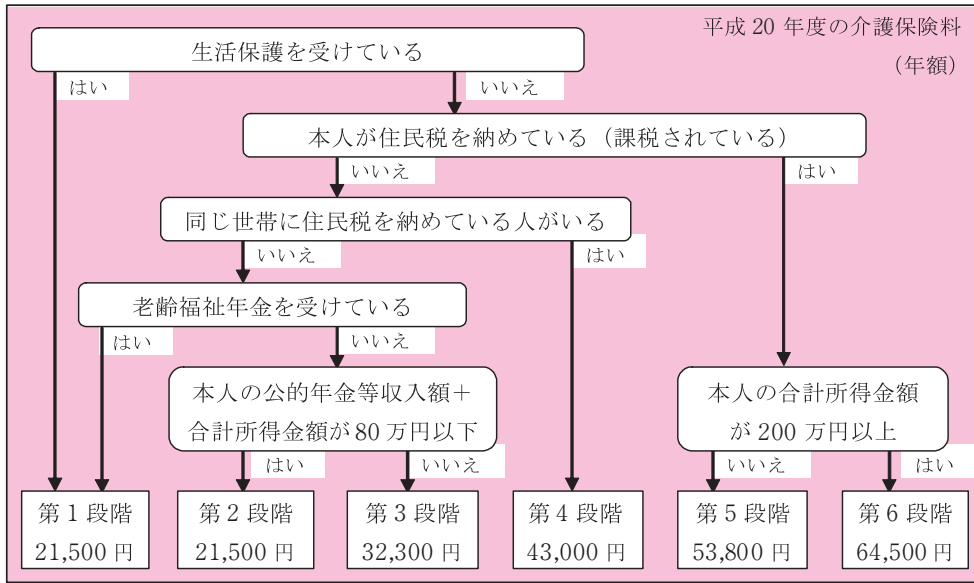 平成 20 年度の介護保険料
（年額）
生活保護を受けている
はい
いいえ
本人が住民税を納めている（課税されている）
いいえ
はい
同じ世帯に住民税を納めている人がいる
いいえ
はい
老齢福祉年金を受けている
はい
いいえ
本人の公的年金等収入額＋
合計所得金額が 80 万円以下
本人の合計所得金額
が 200 万円以上
はい
いいえ
いいえ
はい
第 1 段階
21,500 円
第 2 段階
21,500 円
第 3 段階
32,300 円
第 4 段階
43,000 円
第 5 段階
53,800 円
第 6 段階
64,500 円